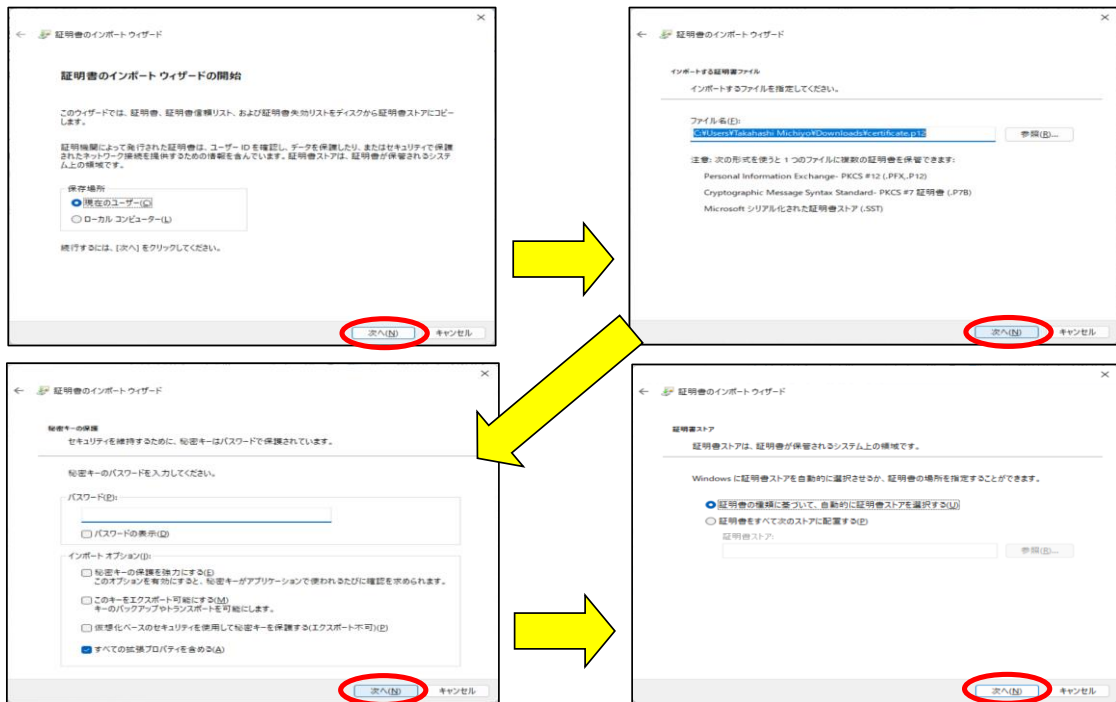 証明書のインポート ウィザード
証明書のインポート ウィザードの開始
このウィザードでは、証明書、証明書信頼リスト、および証明書失効リストをディスクから証明書ストアにコピー
します。
証明機関によって発行された証明書は、ユーザー ID を確認し、データを保護したり、またはセキュリティで保護
されたネットワーク接続を提供するための情報を含んでいます。証明書ストアは、証明書が保管されるシステ
ム上の領域です。
保存場所
現在のユーザー(C)
ローカル コンピューター(L)
続行するには、[次へ] をクリックしてください。
次へ(N) キャンセル
証明書のインポート ウィザード
インポートする証明書ファイル
インポートするファイルを指定してください。
ファイル名(F):
C:¥Users¥Takahashi Michiyo¥Downloads¥certificate.p12 参照(R)...
注意: 次の形式を使うと 1 つのファイルに複数の証明書を保管できます:
Personal Information Exchange- PKCS #12 (.PFX,.P12)
Cryptographic Message Syntax Standard- PKCS #7 証明書 (.P7B)
Microsoft シリアル化された証明書ストア (.SST)
次へ(N) キャンセル
証明書のインポート ウィザード
秘密キーの保護
セキュリティを維持するために、秘密キーはパスワードで保護されています。
秘密キーのパスワードを入力してください。
パスワード(P):
パスワードの表示(D)
インポート オプション(I):
秘密キーの保護を強力にする(E)
このオプションを有効にすると、秘密キーがアプリケーションで使われるたびに確認を求められます。
このキーをエクスポート可能にする(M)
キーのバックアップやトランスポートを可能にします。
仮想化ベースのセキュリティを使用して秘密キーを保護する(エクスポート不可)(P)
すべての拡張プロパティを含める(A)
次へ(N) キャンセル
証明書のインポート ウィザード
証明書ストア
証明書ストアは、証明書が保管されるシステム上の領域です。
Windows に証明書ストアを自動的に選択させるか、証明書の場所を指定することができます。
証明書の種類に基づいて、自動的に証明書ストアを選択する(U)
証明書をすべて次のストアに配置する(P)
証明書ストア:
参照(R)...
次へ(N) キャンセル